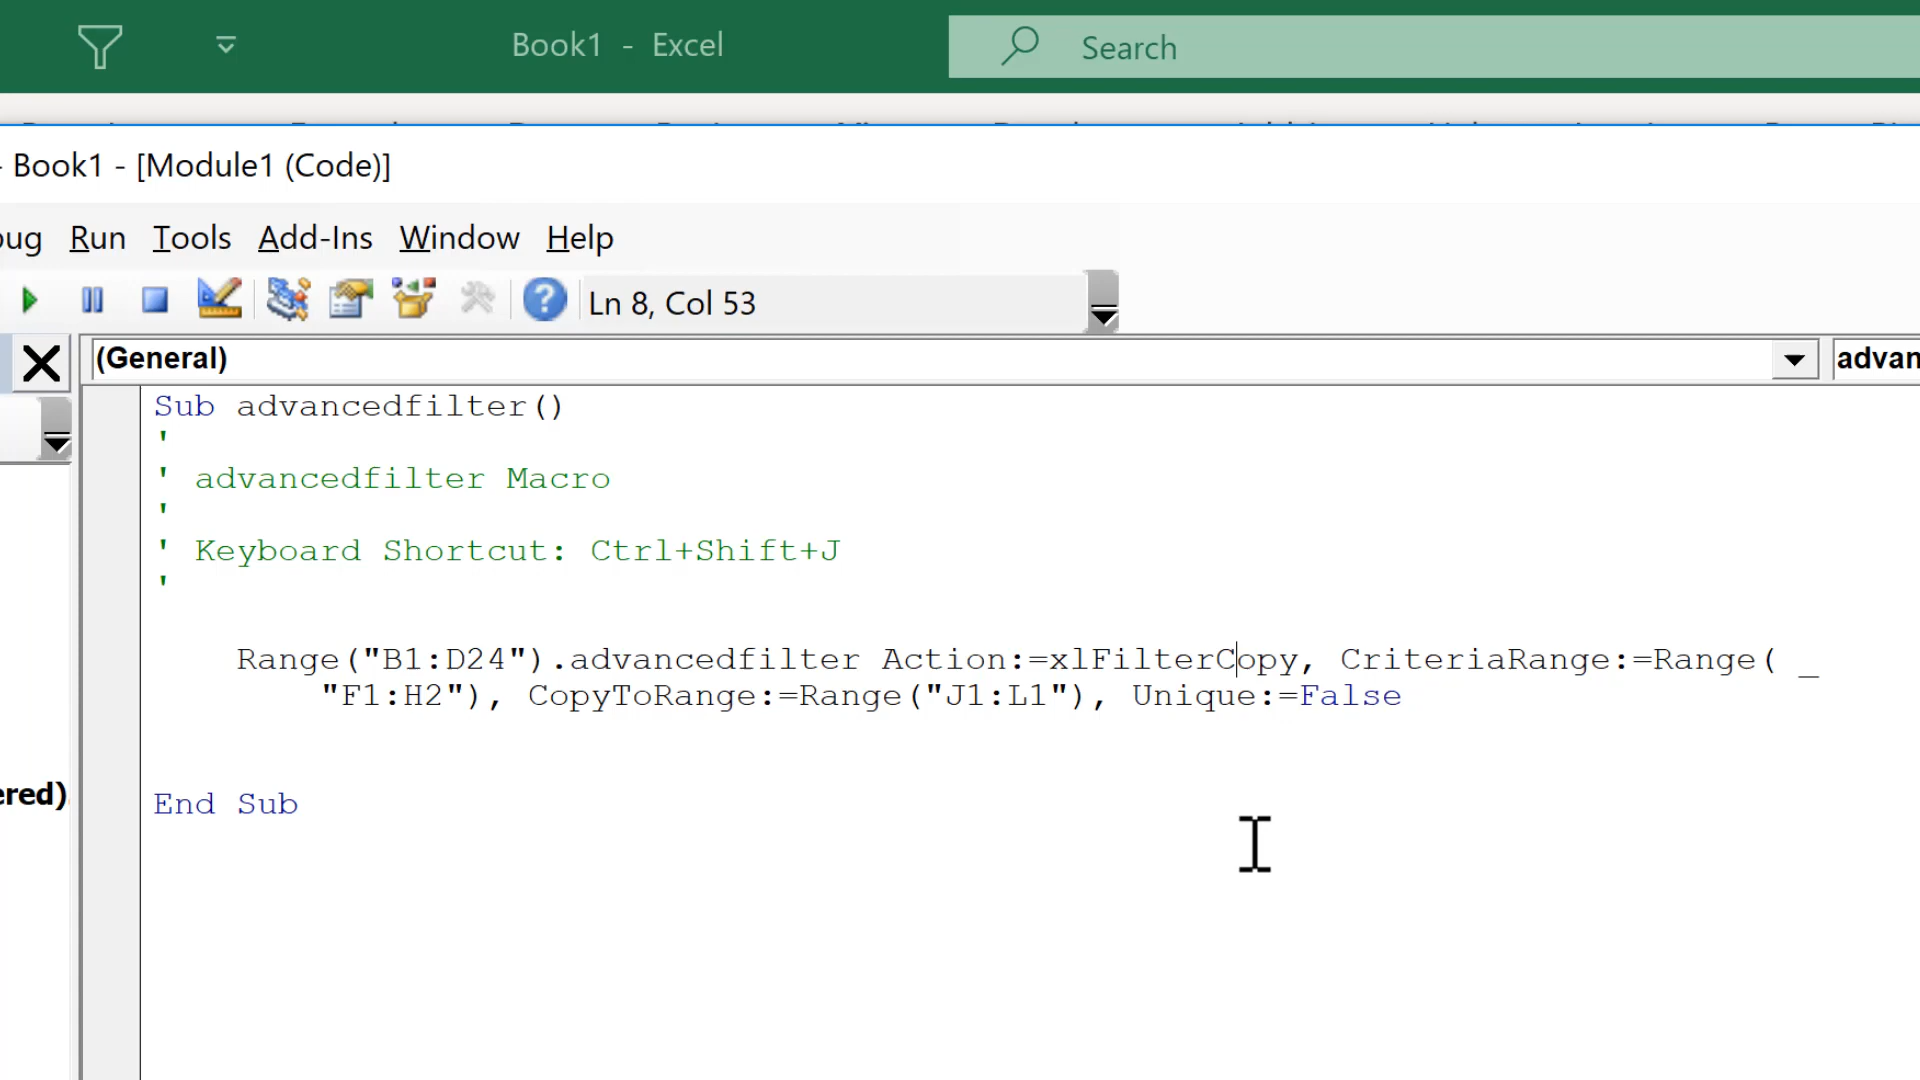 Book1 - Excel
Search
Book1 - [Module1 (Code)]
Run Tools Add-Ins Window Help
Ln 8, Col 53
(General)
Sub advancedfilter()
'
' advancedfilter Macro
'
' Keyboard Shortcut: Ctrl+Shift+J
'
Range("B1:D24").advancedfilter Action:=xlFilterCopy, CriteriaRange:=Range( _
"F1:H2"), CopyToRange:=Range("J1:L1"), Unique:=False
ered)
End Sub